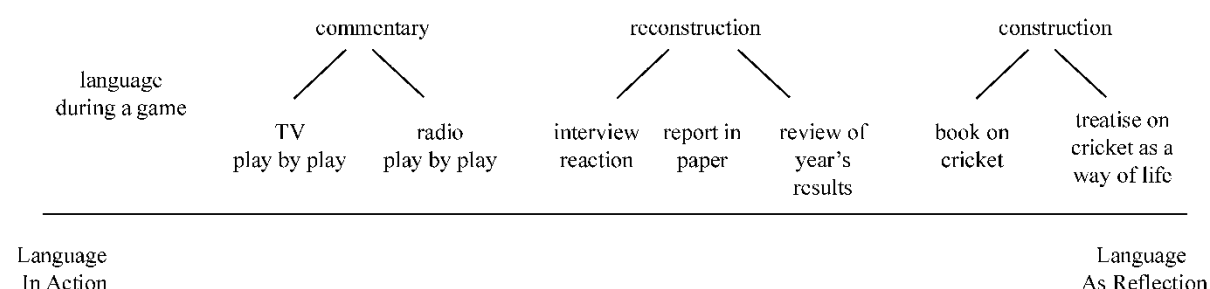 commentary
reconstruction
construction
language
during a game
TV
play by play
radio
play by play
interview
reaction
report in
paper
review of
year's
results
book on
cricket
treatise on
cricket as a
way of life
Language
In Action
Language
As Reflection